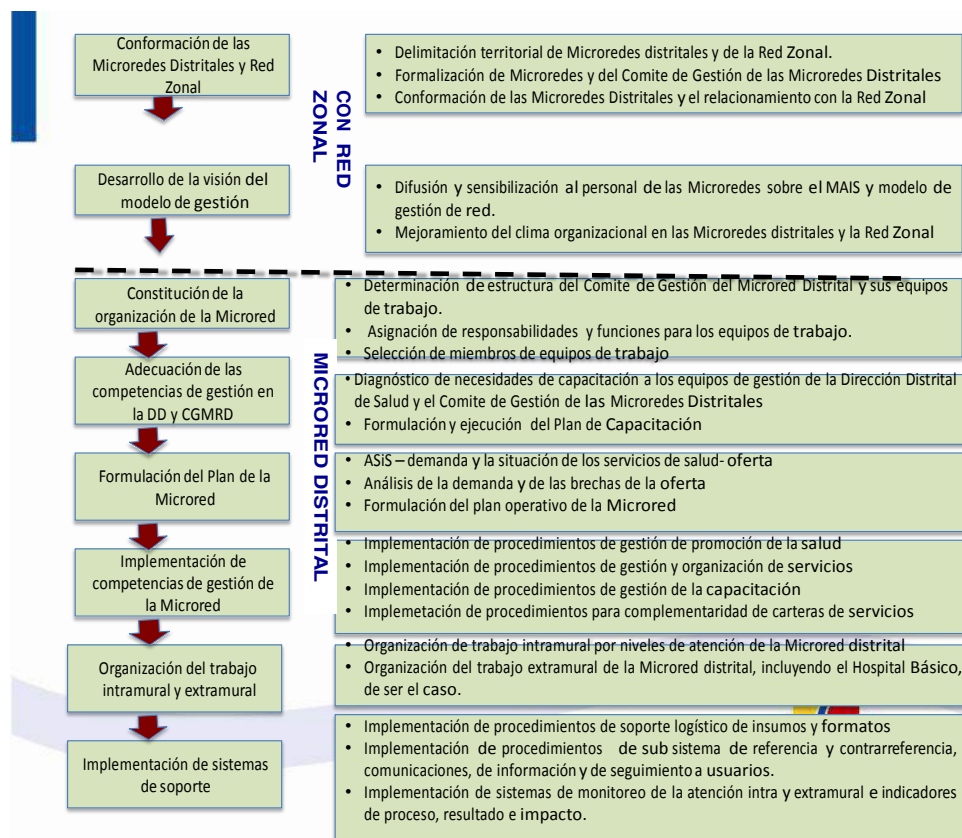 Conformación de las
Microredes Distritales y Red
Zonal
• Delimitación territorial de Microredes distritales y de la Red Zonal.
• Formalización de Microredes y del Comite de Gestión de las Microredes Distritales
• Conformación de las Microredes Distritales y el relacionamiento con la Red Zonal
CON RED
ZONAL
Desarrollo de la visión del
modelo de gestión
• Difusión y sensibilización al personal de las Microredes sobre el MAIS y modelo de
gestión de red.
• Mejoramiento del clima organizacional en las Microredes distritales y la Red Zonal
Constitución de la
organización de la Microred
• Determinación de estructura del Comite de Gestión del Microred Distrital y sus equipos
de trabajo.
• Asignación de responsabilidades y funciones para los equipos de trabajo.
• Selección de miembros de equipos de trabajo
MICRORED DISTRITAL
Adecuación de las
competencias de gestión en
la DD y CGMRD
• Diagnóstico de necesidades de capacitación a los equipos de gestión de la Dirección Distrital
de Salud y el Comite de Gestión de las Microredes Distritales
• Formulación y ejecución del Plan de Capacitación
Formulación del Plan de la
Microred
• ASiS – demanda y la situación de los servicios de salud- oferta
• Análisis de la demanda y de las brechas de la oferta
• Formulación del plan operativo de la Microred
Implementación de
competencias de gestión de
la Microred
• Implementación de procedimientos de gestión de promoción de la salud
• Implementación de procedimientos de gestión y organización de servicios
• Implementación de procedimientos de gestión de la capacitación
• Implemetación de procedimientos para complementaridad de carteras de servicios
Organización del trabajo
intramural y extramural
• Organización de trabajo intramural por niveles de atención de la Microred distrital
• Organización del trabajo extramural de la Microred distrital, incluyendo el Hospital Básico,
de ser el caso.
Implementación de sistemas
de soporte
• Implementación de procedimientos de soporte logístico de insumos y formatos
• Implementación de procedimientos de sub sistema de referencia y contrarreferencia,
comunicaciones, de información y de seguimiento a usuarios.
• Implementación de sistemas de monitoreo de la atención intra y extramural e indicadores
de proceso, resultado e impacto.